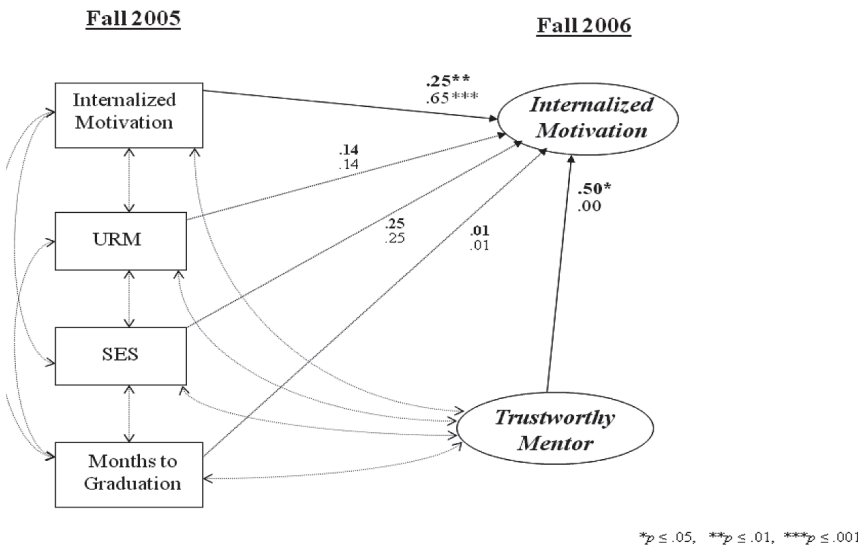 Fall 2005
Fall 2006
Internalized
Motivation
.25**
.65***
Internalized
Motivation
.14
.14
URM
.25
.25
.01
.01
.50*
.00
SES
Trustworthy
Mentor
Months to
Graduation
*p ≤ .05, **p ≤ .01, ***p ≤ .001